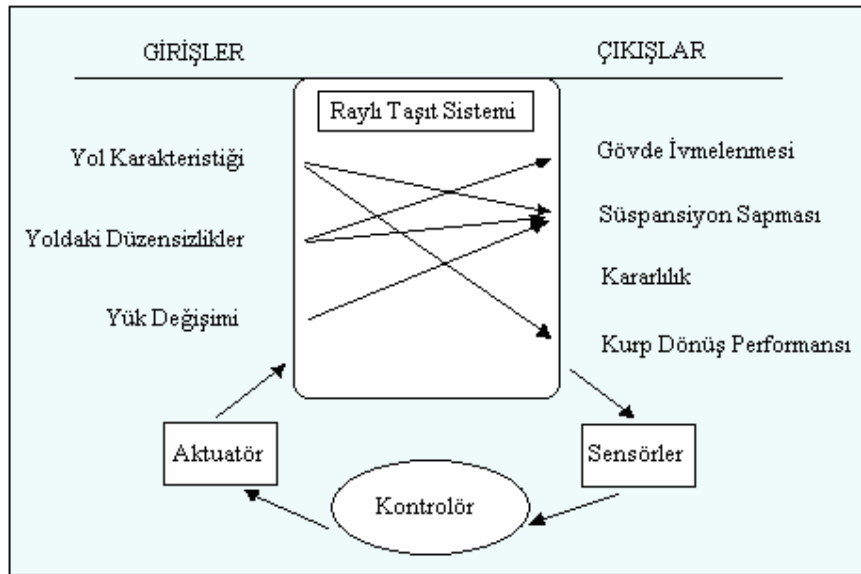 GİRİŞLER
ÇIKIŞLAR
Raylı Taşıt Sistemi
Yol Karakteristiği
Gövde İvmelenmesi
Süspansiyon Sapması
Yoldaki Düzensizlikler
Kararlılık
Yük Değişimi
Kurp Dönüş Performansı
Aktuatör
Sensörler
Kontrolör